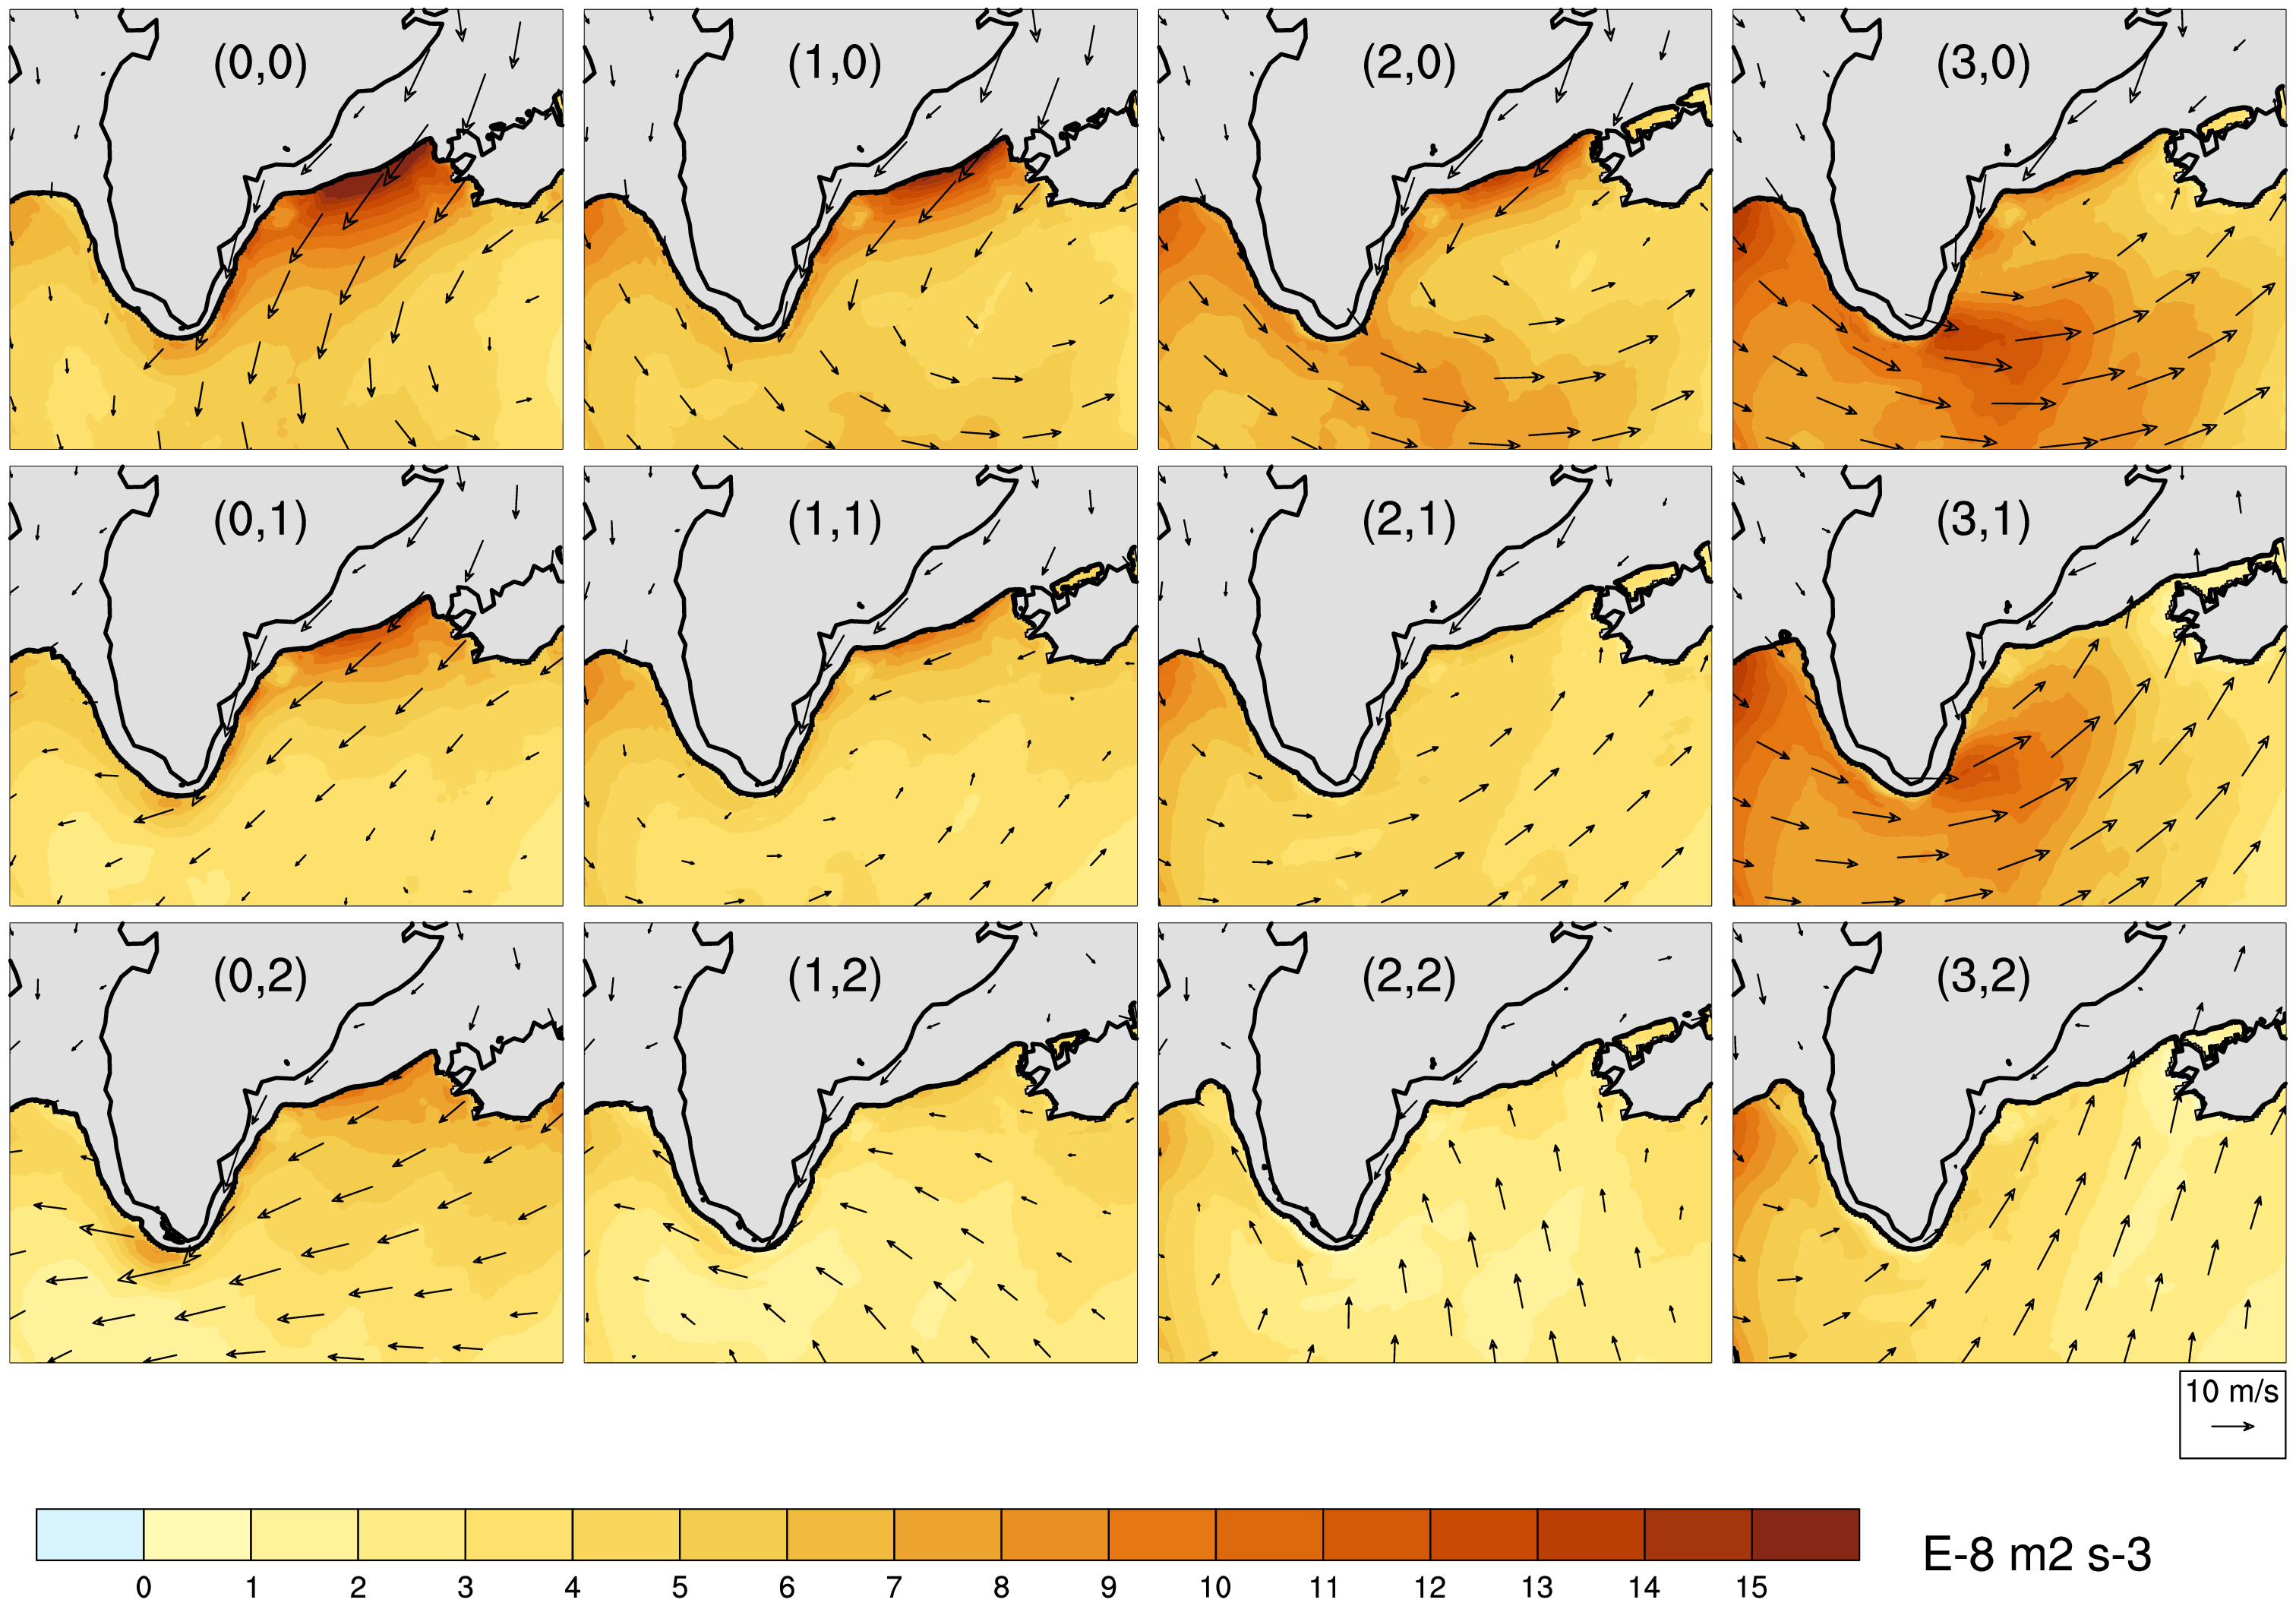 (0,0) (1,0) (2,0) (3,0)
(0,1) (1,1) (2,1) (3,1)
(0,2) (1,2) (2,2) (3,2)
10 m/s
0 1 2 3 4 5 6 7 8 9 10 11 12 13 14 15
E-8 m2 s-3